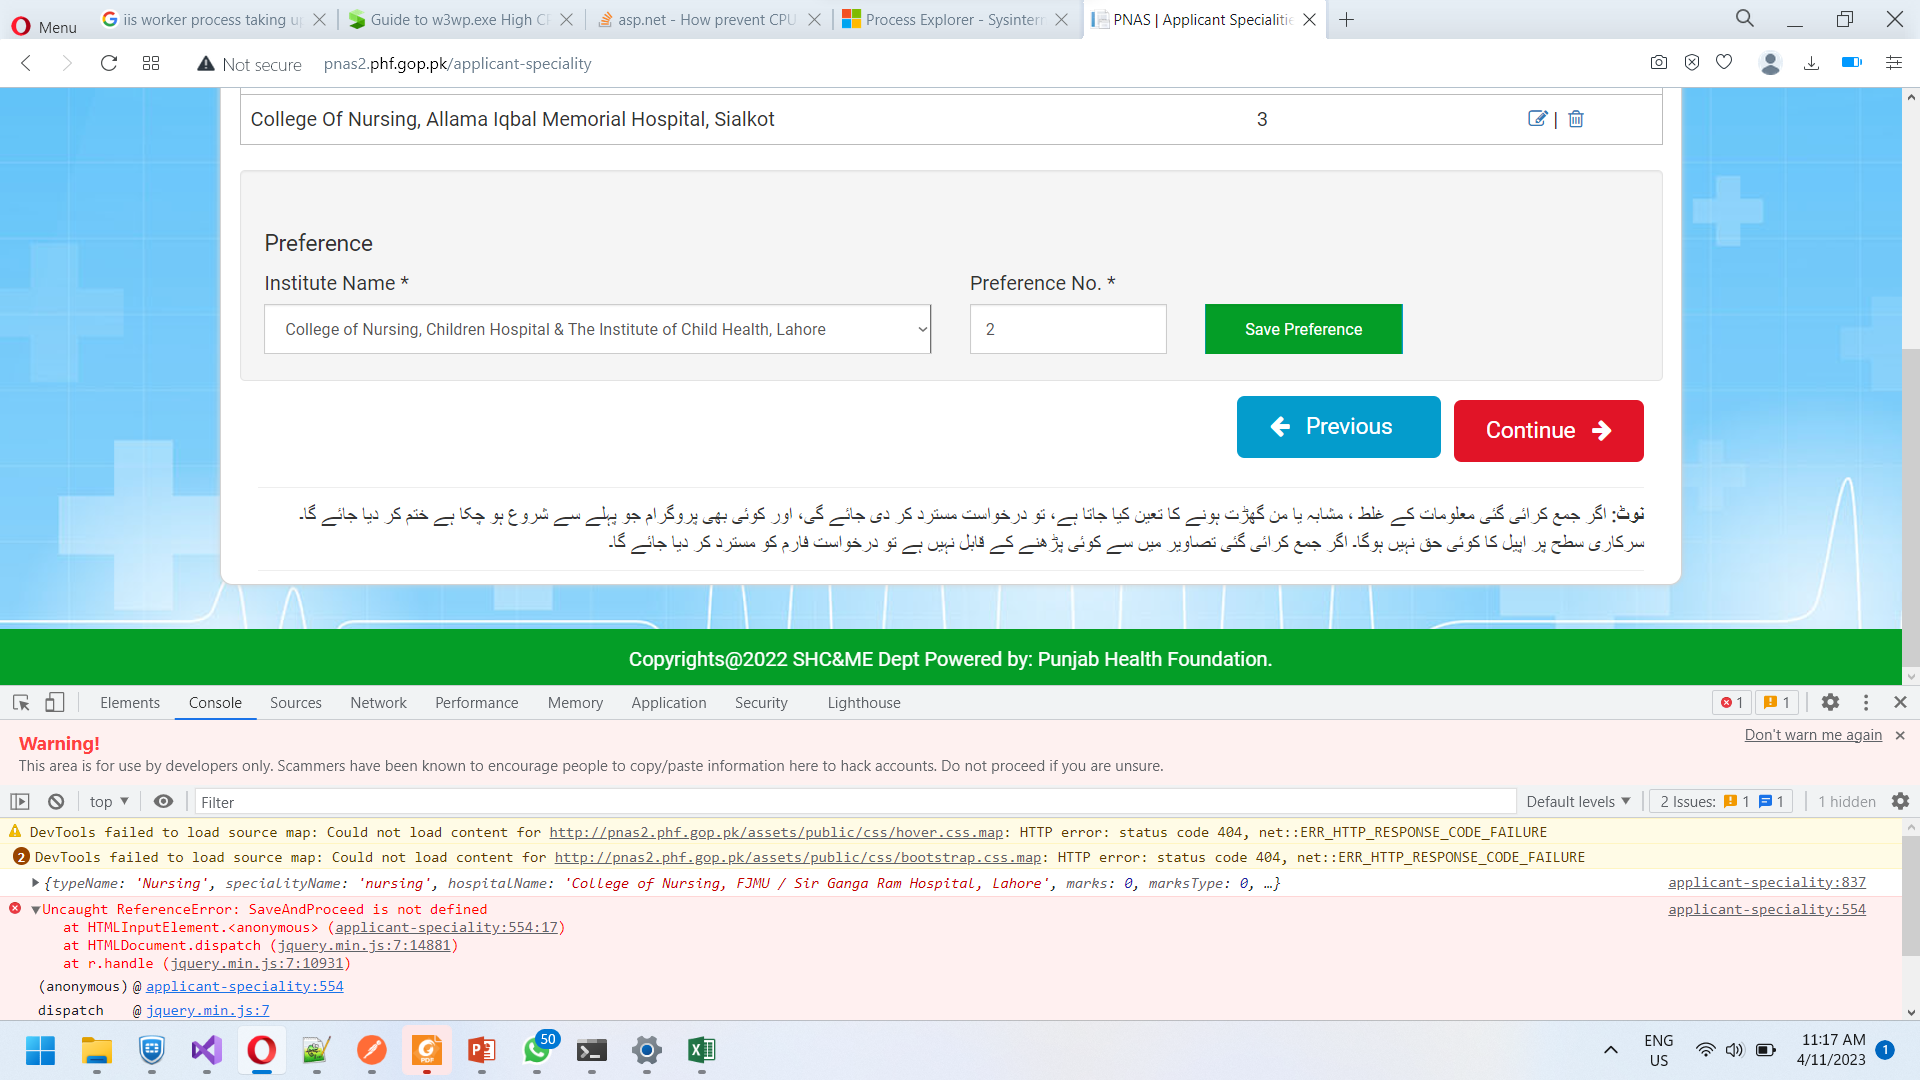 Menu
iis worker process taking up
Guide to w3wp.exe High CP
asp.net - How prevent CPU
Process Explorer - Sysintern
PNAS | Applicant Specialitie
Not secure
pnas2.phf.gop.pk/applicant-speciality
College Of Nursing, Allama Iqbal Memorial Hospital, Sialkot 3 |
Preference
Institute Name * Preference No. *
College of Nursing, Children Hospital & The Institute of Child Health, Lahore 2 Save Preference
Previous Continue
نوٹ: اگر جمع کرائی گئی معلومات کے غلط ، مشابہ یا من گھڑت ہونے کا تعین کیا جاتا ہے، تو درخواست مسترد کر دی جائے گی، اور کوئی بھی پروگرام جو پہلے سے شروع ہو چکا ہے ختم کر دیا جائے گا۔
سرکاری سطح پر اپیل کا کوئی حق نہیں ہوگا۔ اگر جمع کرائی گئی تصاویر میں سے کوئی پڑھنے کے قابل نہیں ہے تو درخواست فارم کو مسترد کر دیا جائے گا۔
Copyrights@2022 SHC&ME Dept Powered by: Punjab Health Foundation.
Elements Console Sources Network Performance Memory Application Security Lighthouse 1 1
Warning! Don't warn me again
This area is for use by developers only. Scammers have been known to encourage people to copy/paste information here to hack accounts. Do not proceed if you are unsure.
top Filter Default levels 2 Issues: 1 1 1 hidden
DevTools failed to load source map: Could not load content for http://pnas2.phf.gop.pk/assets/public/css/hover.css.map: HTTP error: status code 404, net::ERR_HTTP_RESPONSE_CODE_FAILURE
2 DevTools failed to load source map: Could not load content for http://pnas2.phf.gop.pk/assets/public/css/bootstrap.css.map: HTTP error: status code 404, net::ERR_HTTP_RESPONSE_CODE_FAILURE
{typeName: 'Nursing', specialityName: 'nursing', hospitalName: 'College of Nursing, FJMU / Sir Ganga Ram Hospital, Lahore', marks: 0, marksType: 0, …} applicant-speciality:837
Uncaught ReferenceError: SaveAndProceed is not defined applicant-speciality:554
at HTMLInputElement.<anonymous> (applicant-speciality:554:17)
at HTMLDocument.dispatch (jquery.min.js:7:14881)
at r.handle (jquery.min.js:7:10931)
(anonymous) @ applicant-speciality:554
dispatch @ jquery.min.js:7
50
PDF
ENG
US
11:17 AM
4/11/2023
1